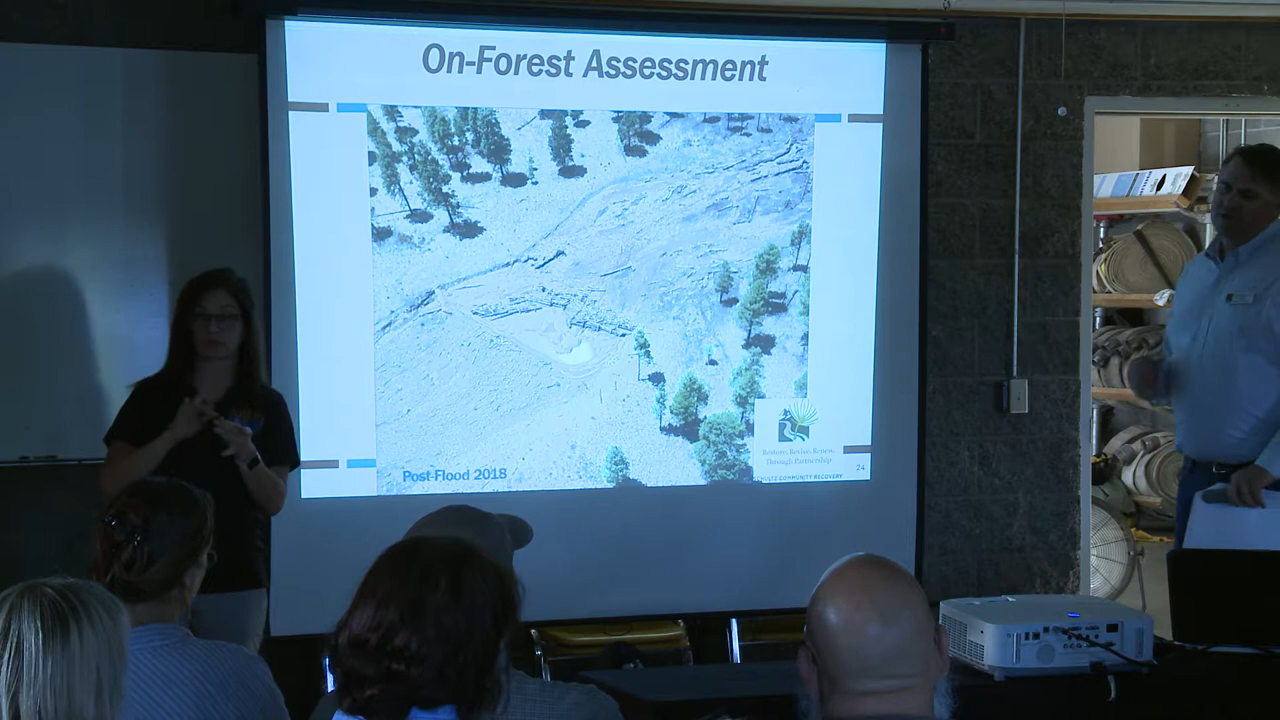 On-Forest Assessment
Post-Flood 2018
Restore, Revive, Renew,
Through Partnership
24
SCHULTZ COMMUNITY RECOVERY